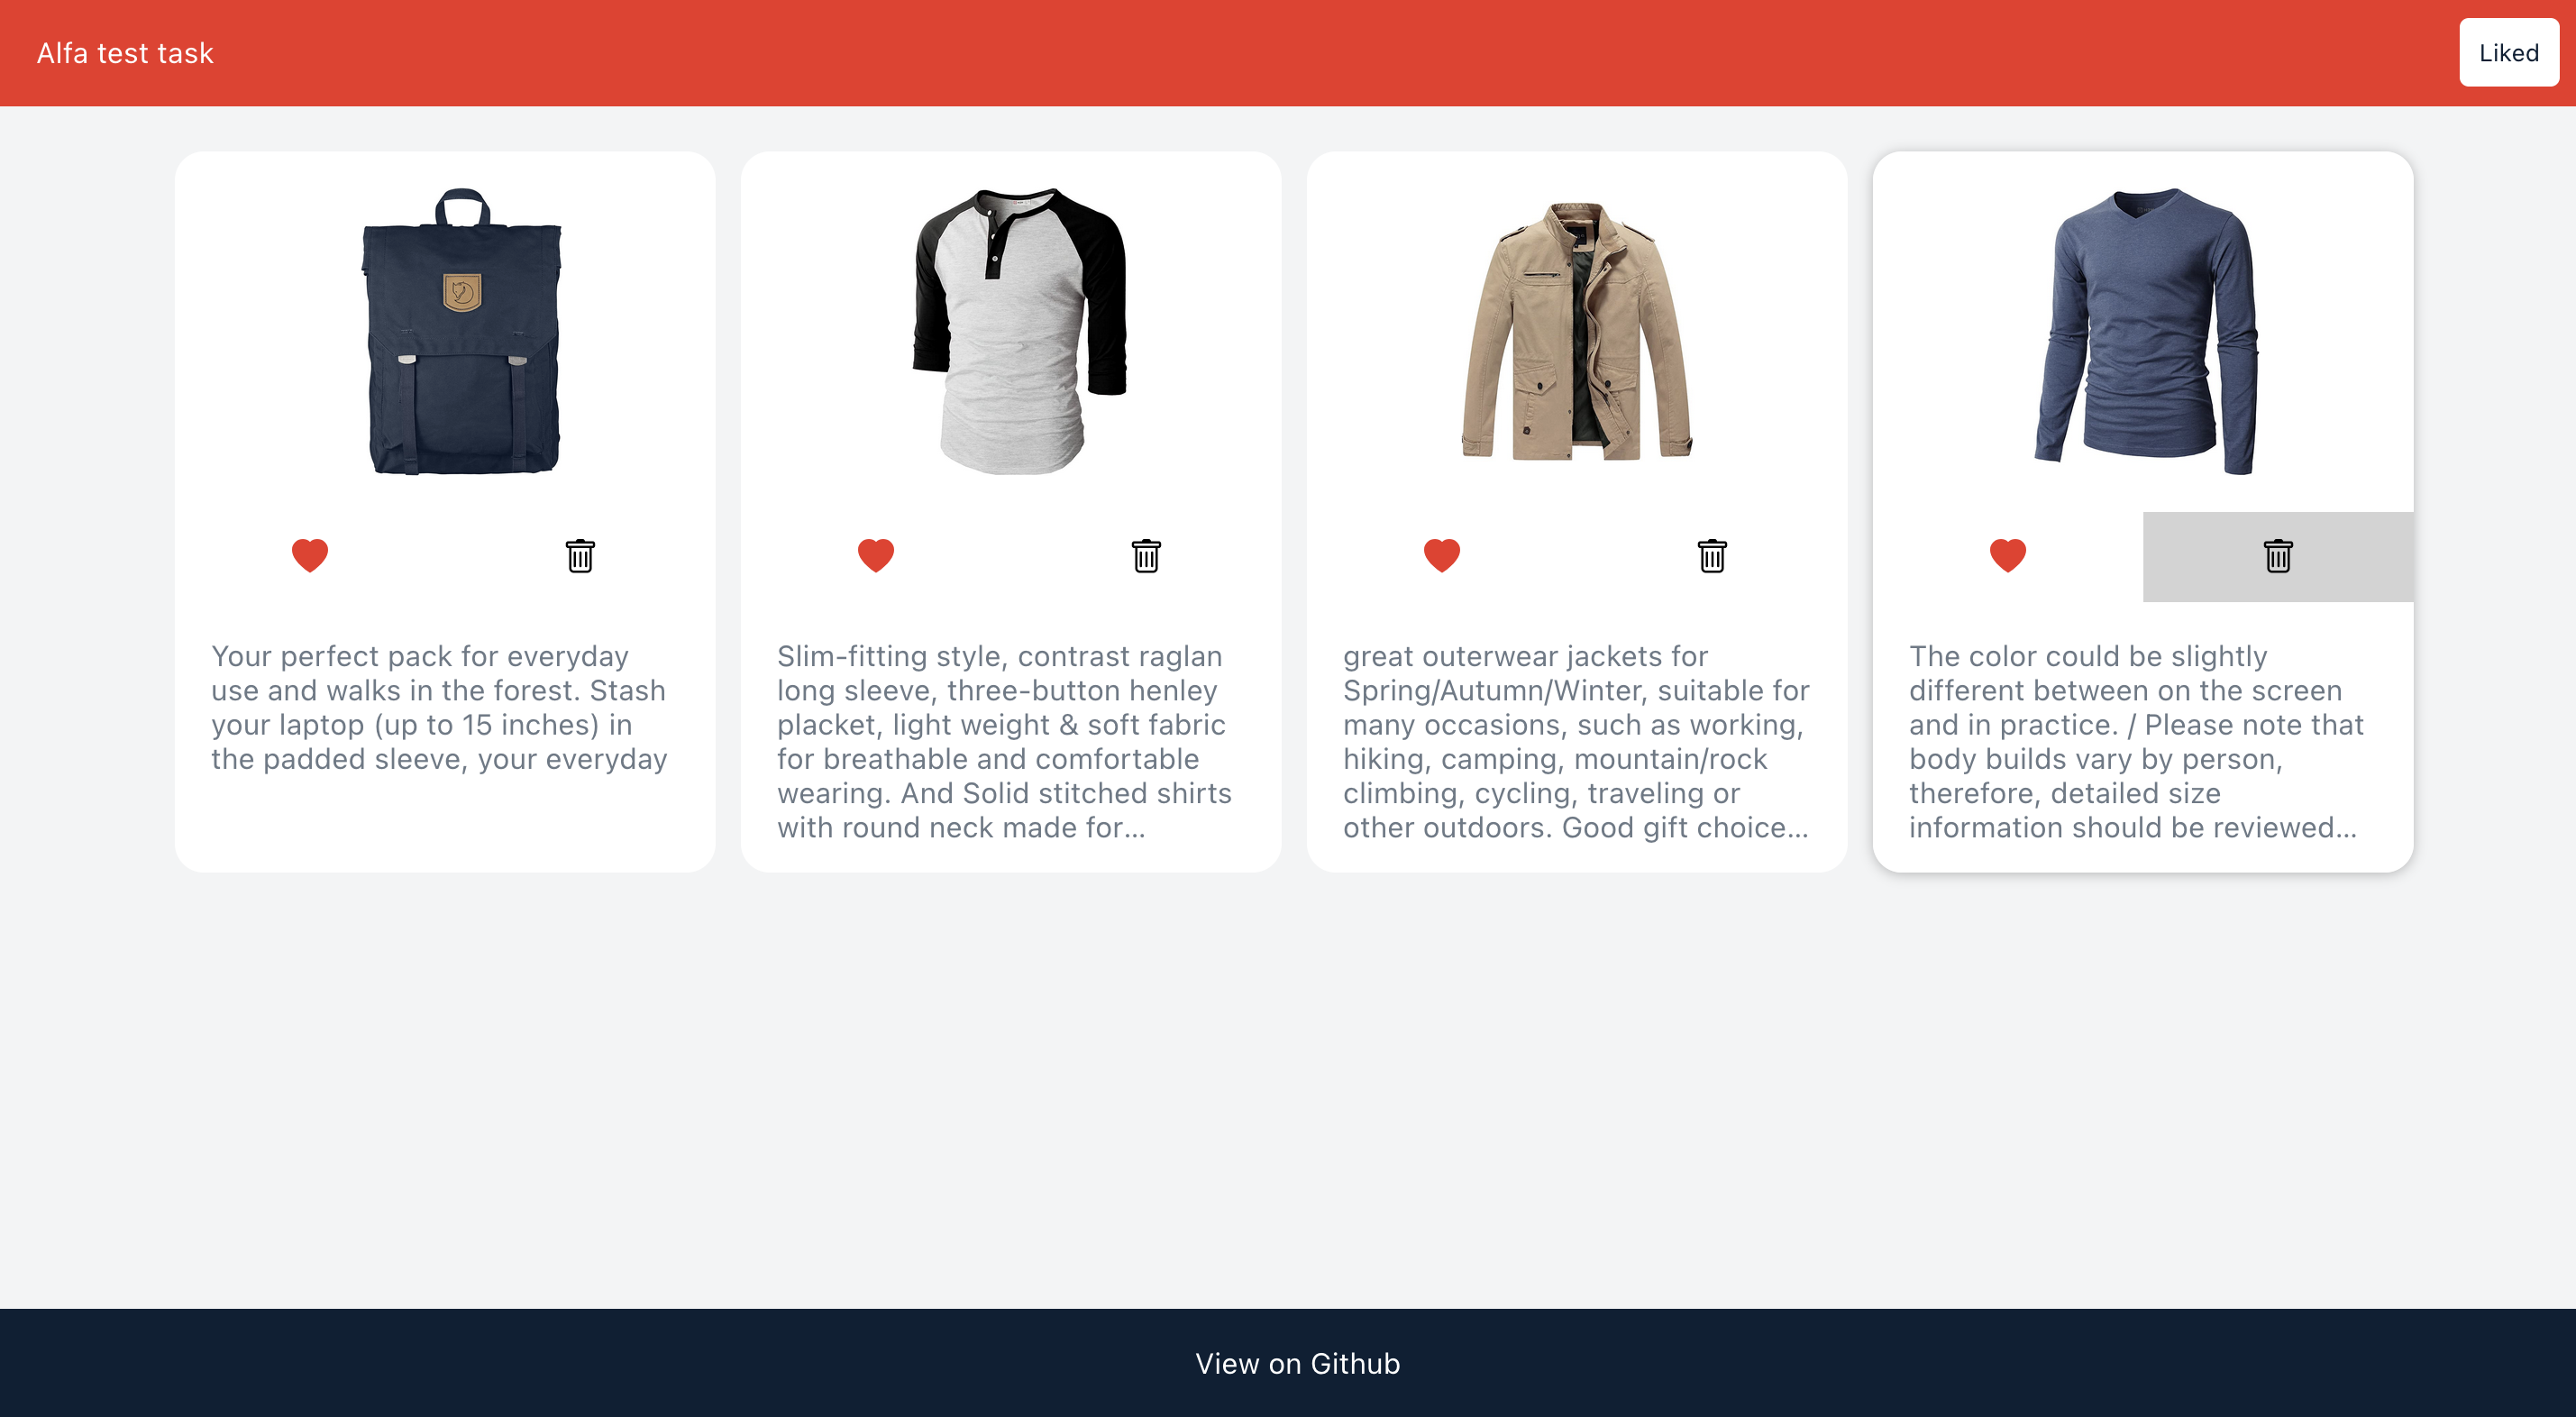 Alfa test task
Liked
Your perfect pack for everyday
use and walks in the forest. Stash
your laptop (up to 15 inches) in
the padded sleeve, your everyday
Slim-fitting style, contrast raglan
long sleeve, three-button henley
placket, light weight & soft fabric
for breathable and comfortable
wearing. And Solid stitched shirts
with round neck made for...
great outerwear jackets for
Spring/Autumn/Winter, suitable for
many occasions, such as working,
hiking, camping, mountain/rock
climbing, cycling, traveling or
other outdoors. Good gift choice...
The color could be slightly
different between on the screen
and in practice. / Please note that
body builds vary by person,
therefore, detailed size
information should be reviewed...
View on Github